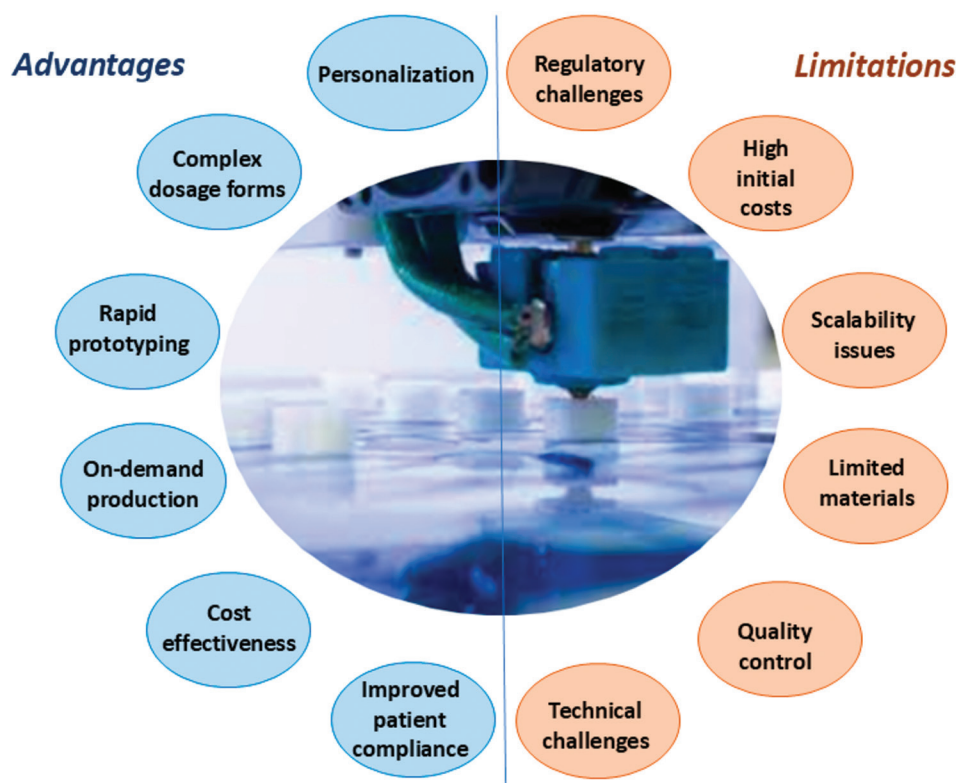 Advantages
Limitations
Personalization
Regulatory
challenges
Complex
dosage forms
High
initial
costs
Rapid
prototyping
Scalability
issues
On-demand
production
Limited
materials
Cost
effectiveness
Quality
control
Improved
patient
compliance
Technical
challenges